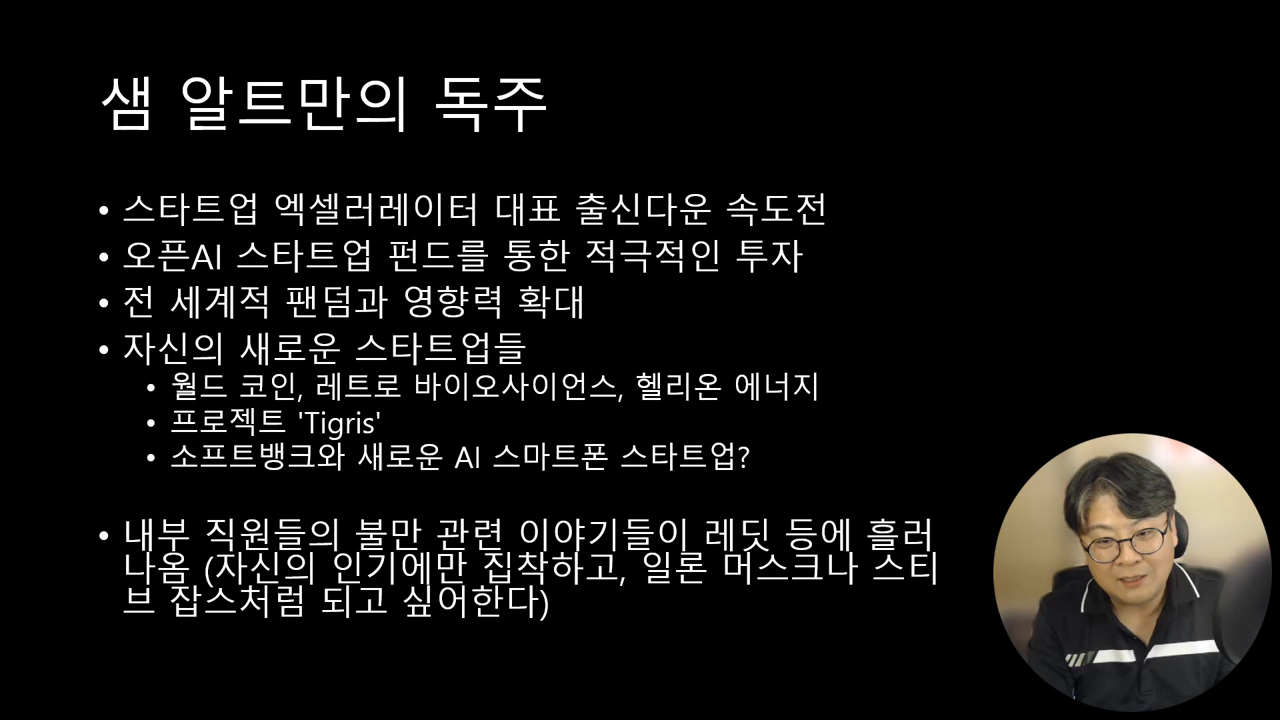 샘 알트만의 독주
• 스타트업 엑셀러레이터 대표 출신다운 속도전
• 오픈AI 스타트업 펀드를 통한 적극적인 투자
• 전 세계적 팬덤과 영향력 확대
• 자신의 새로운 스타트업들
• 월드 코인, 레트로 바이오사이언스, 헬리온 에너지
• 프로젝트 'Tigris'
• 소프트뱅크와 새로운 AI 스마트폰 스타트업?
• 내부 직원들의 불만 관련 이야기들이 레딧 등에 흘러
나옴 (자신의 인기에만 집착하고, 일론 머스크나 스티
브 잡스처럼 되고 싶어한다)